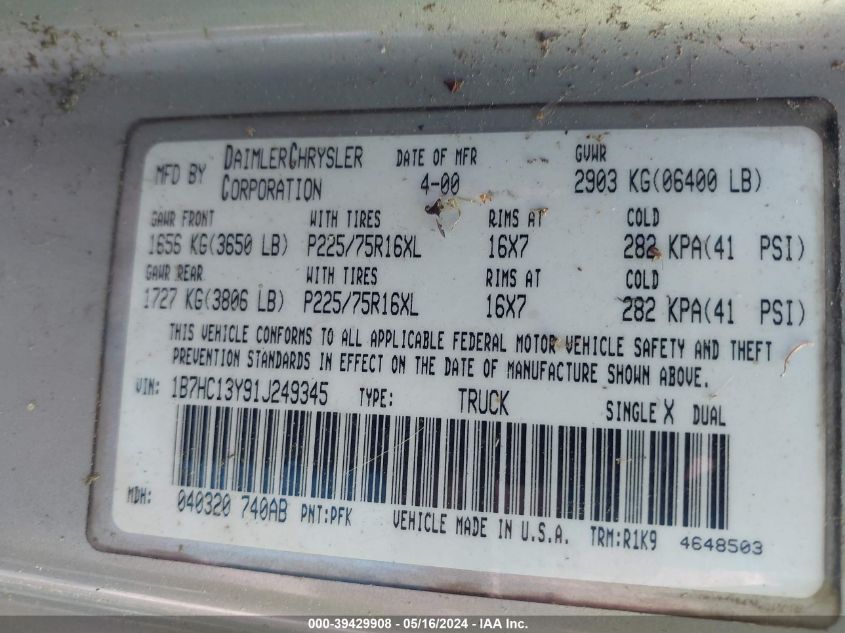 MFD BY DAIMLERCHRYSLER CORPORATION DATE OF MFR 4-00 GVWR 2903 KG(06400 LB)
GAWR FRONT WITH TIRES RIMS AT COLD
1656 KG(3650 LB) P225/75R16XL 16X7 282 KPA(41 PSI)
GAWR REAR WITH TIRES RIMS AT COLD
1727 KG(3806 LB) P225/75R16XL 16X7 282 KPA(41 PSI)
THIS VEHICLE CONFORMS TO ALL APPLICABLE FEDERAL MOTOR VEHICLE SAFETY AND THEFT
PREVENTION STANDARDS IN EFFECT ON THE DATE OF MANUFACTURE SHOWN ABOVE.
VIN: 1B7HC13Y91J249345 TYPE: TRUCK SINGLE X DUAL
MDH: 040320 740AB PNT:PFK VEHICLE MADE IN U.S.A. TRM:R1K9 4648503
000-39429908 - 05/16/2024 - IAA Inc.